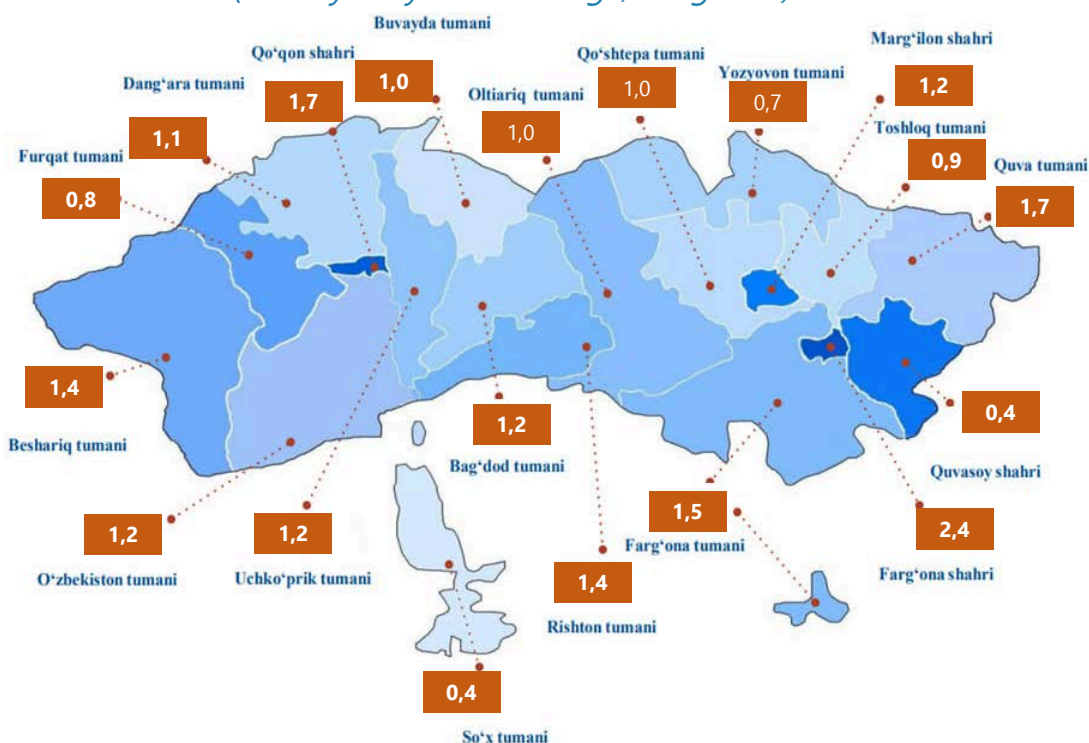 Buvayda tumani
Qo‘qon shahri
Qo‘shtepa tumani
Marg‘ilon shahri
Dang‘ara tumani
Oltiariq tumani
Yozyovon tumani
1,7
1,0
1,0
0,7
1,2
1,1
1,0
Toshloq tumani
Furqat tumani
0,9
Quva tumani
0,8
1,7
1,4
0,4
Beshariq tumani
1,2
Bag‘dod tumani
Quvasoy shahri
1,2
1,2
1,5
2,4
O‘zbekiston tumani
Uchko‘prik tumani
Farg‘ona tumani
Farg‘ona shahri
1,4
Rishton tumani
0,4
So‘x tumani